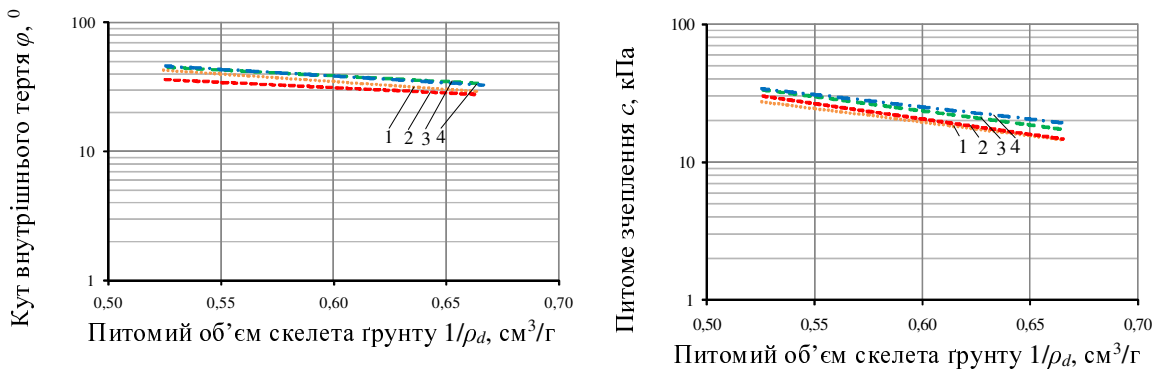 Кут внутрішнього тертя φ, ⁰
100
10
1
0,50 0,55 0,60 0,65 0,70
1 2 3 4
Питомий об’єм скелета ґрунту 1/ρd, см³/г
Питоме зчеплення с, кПа
100
10
1
0,50 0,55 0,60 0,65 0,70
1 2 3 4
Питомий об’єм скелета ґрунту 1/ρd, см³/г